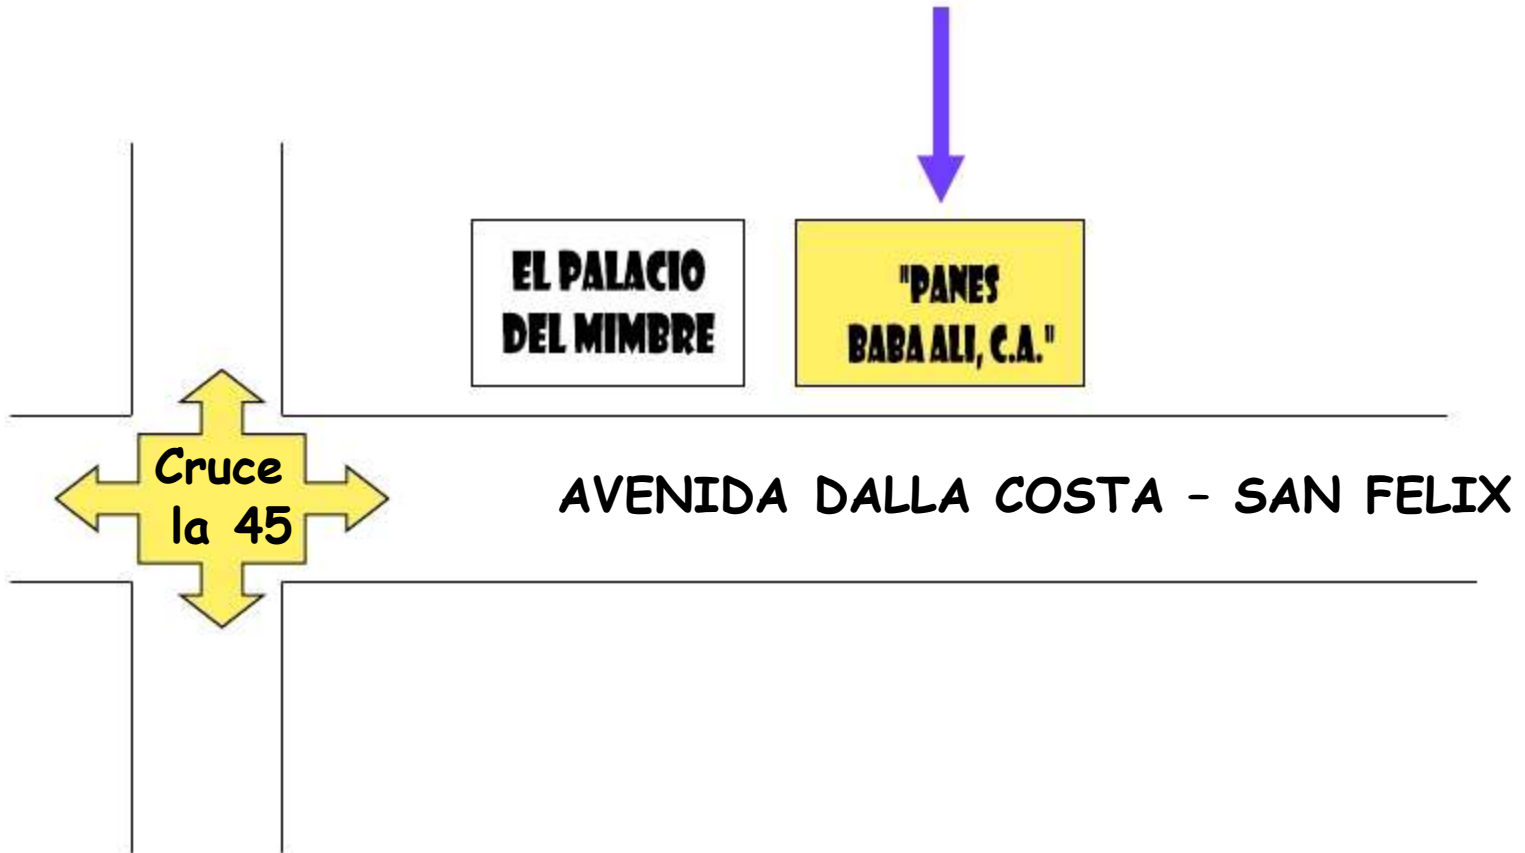 EL PALACIO
DEL MIMBRE
"PANES
BABA ALI, C.A."
Cruce
la 45
AVENIDA DALLA COSTA – SAN FELIX